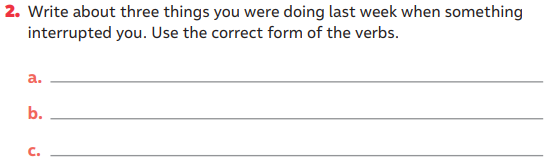 2. Write about three things you were doing last week when something
interrupted you. Use the correct form of the verbs.
a.
b.
c.